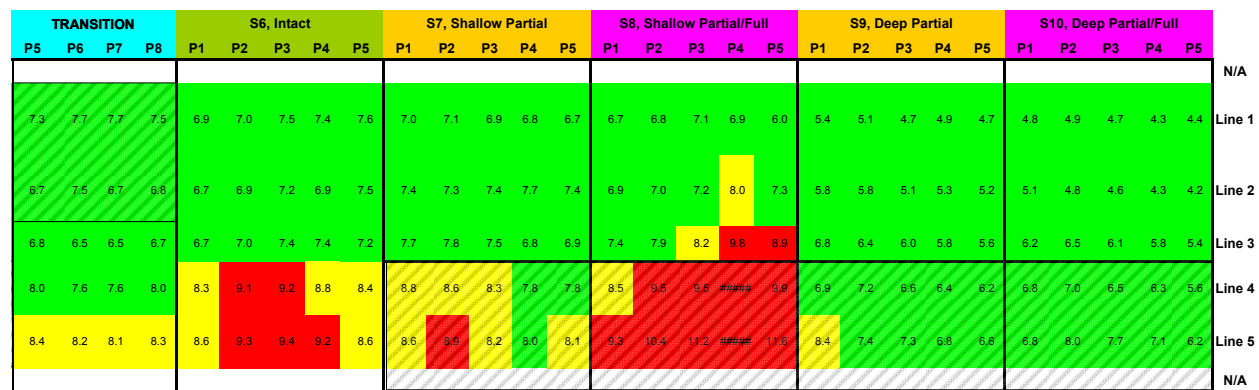 TRANSITION S6, Intact S7, Shallow Partial S8, Shallow Partial/Full S9, Deep Partial S10, Deep Partial/Full
P5 P6 P7 P8 P1 P2 P3 P4 P5 P1 P2 P3 P4 P5 P1 P2 P3 P4 P5 P1 P2 P3 P4 P5 P1 P2 P3 P4 P5
N/A
7.3 7.7 7.7 7.5 6.9 7.0 7.5 7.4 7.6 7.0 7.1 6.9 6.8 6.7 6.7 6.8 7.1 6.9 6.0 5.4 5.1 4.7 4.9 4.7 4.8 4.9 4.7 4.3 4.4 Line 1
6.7 7.5 6.7 6.8 6.7 6.9 7.2 6.9 7.5 7.4 7.3 7.4 7.7 7.4 6.9 7.0 7.2 8.0 7.3 5.8 5.8 5.1 5.3 5.2 5.1 4.8 4.6 4.3 4.2 Line 2
6.8 6.5 6.5 6.7 6.7 7.0 7.4 7.4 7.2 7.7 7.8 7.5 6.8 6.9 7.4 7.9 8.2 9.8 8.9 6.8 6.4 6.0 5.8 5.6 6.2 6.5 6.1 5.8 5.4 Line 3
8.0 7.6 7.6 8.0 8.3 9.1 9.2 8.8 8.4 8.8 8.6 8.3 7.8 7.8 8.5 9.5 9.5 ##### 9.9 6.9 7.2 6.6 6.4 6.2 6.8 7.0 6.5 6.3 5.6 Line 4
8.4 8.2 8.1 8.3 8.6 9.3 9.4 9.2 8.6 8.6 8.9 8.2 8.0 8.1 9.3 10.4 11.2 ##### 11.6 8.4 7.4 7.3 6.8 6.6 6.8 8.0 7.7 7.1 6.2 Line 5
N/A